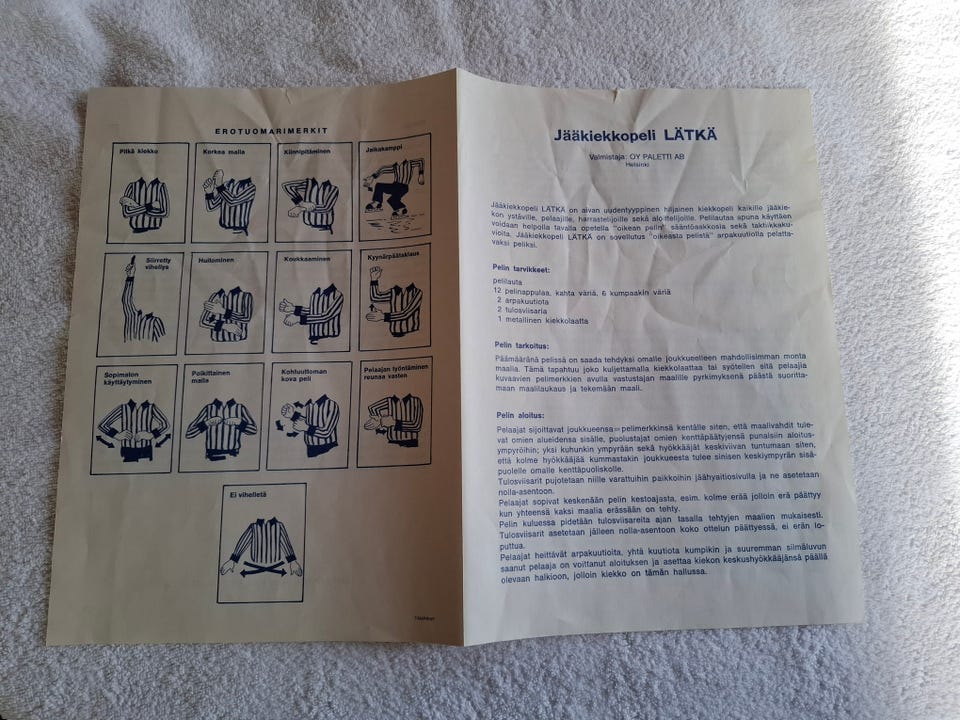 EROTUOMARIMERKIT
Pitkä kiekko
Korkea maila
Kiinnipitäminen
Jalkakamppi
Siirretty
vihellys
Huitominen
Koukkaaminen
Kyynärpäätaklaus
Sopimaton
käyttäytyminen
Poikittainen
maila
Kohtuuttoman
kova peli
Pelaajan työntäminen
reunaa vasten
Ei vihelletä
Jääkiekkopeli LÄTKÄ
Valmistaja: OY PALETTI AB
Helsinki
Jääkiekkopeli LÄTKÄ on aivan uudentyyppinen hiljainen kiekkopeli kaikille jääkie-
kon ystäville, pelaajille, harrastelijoille sekä aloittelijoille. Pelilautaa apuna käyttäen
voidaan helpolla tavalla opetella "oikean pelin" sääntösakkosia sekä taktiikkaku-
vioita. Jääkiekkopeli LÄTKÄ on sovellutus "oikeasta pelistä" arpakuutiolla pelatta-
vaksi peliksi.
Pelin tarvikkeet:
pelilauta
12 pelinappulaa, kahta väriä, 6 kumpaakin väriä
2 arpakuutiota
2 tulosviisaria
1 metallinen kiekkolaatta
Pelin tarkoitus:
Päämääränä pelissä on saada tehdyksi omalle joukkueelleen mahdollisimman monta
maalia. Tämä tapahtuu joko kuljettamalla kiekkolaattaa tai syötellen sitä pelaajia
kuvaavien pelimerkkien avulla vastustajan maalille pyrkimyksenä päästä suoritta-
maan maalilaukaus ja tekemään maali.
Pelin aloitus:
Pelaajat sijoittavat joukkueensa=pelimerkkinsä kentälle siten, että maalivahdit tule-
vat omien alueidensa sisälle, puolustajat omien kenttäpäätyjensä punaisiin aloitus-
ympyröihin; yksi kuhunkin ympyrään sekä hyökkääjät keskiviivan tuntumaan siten,
että kolme hyökkääjää kummastakin joukkueesta tulee sinisen keskiympyrän sisä-
puolelle omalle kenttäpuoliskolle.
Tulosviisarit pujotetaan niille varattuihin paikkoihin jäähyaitiosivulla ja ne asetetaan
nolla-asentoon.
Pelaajat sopivat keskenään pelin kestoajasta, esim. kolme erää jolloin erä päättyy
kun yhteensä kaksi maalia erässään on tehty.
Pelin kuluessa pidetään tulosviisareita ajan tasalla tehtyjen maalien mukaisesti.
Tulosviisarit asetetaan jälleen nolla-asentoon koko ottelun päättyessä, ei erän lo-
puttua.
Pelaajat heittävät arpakuutioita, yhtä kuutiota kumpikin ja suuremman silmäluvun
saanut pelaaja on voittanut aloituksen ja asettaa kiekon keskushyökkääjänsä päällä
olevaan halkioon, jolloin kiekko on tämän hallussa.